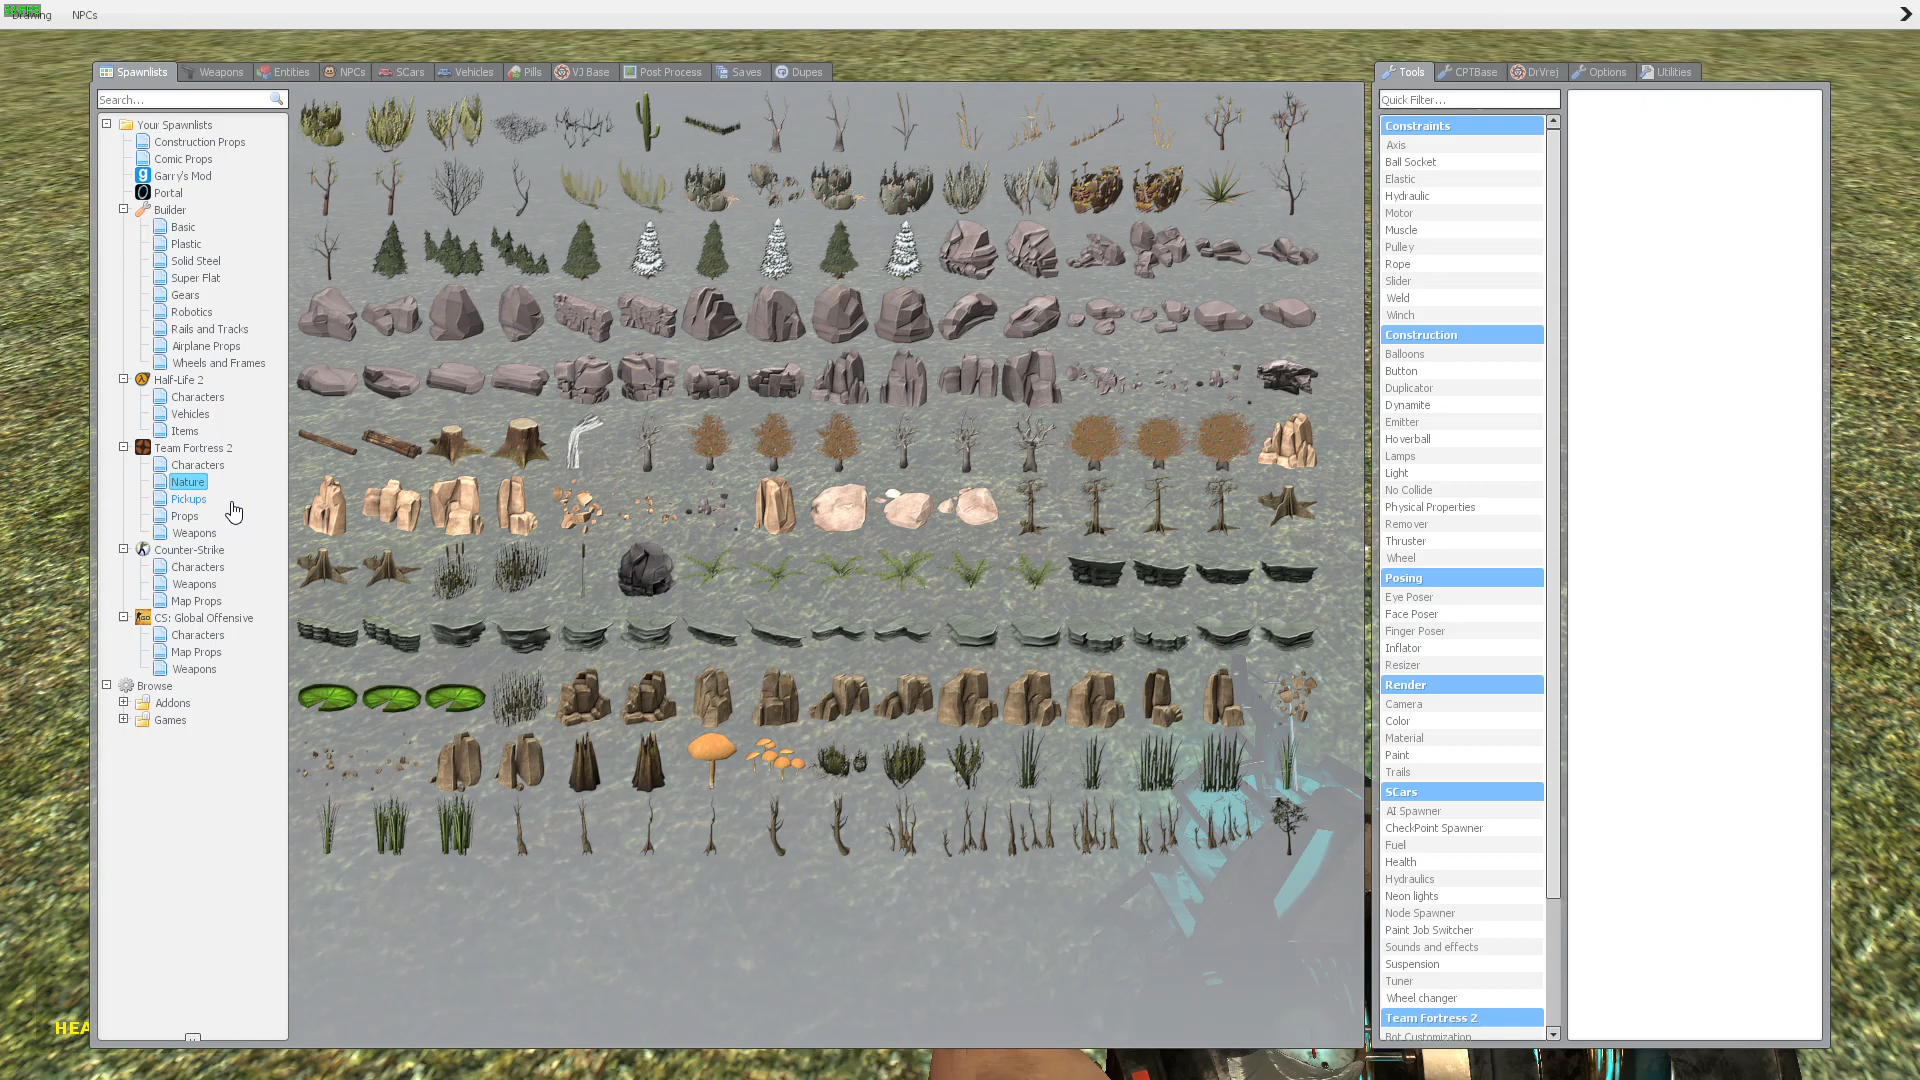 Drawing NPCs
Spawnlists Weapons Entities NPCs SCars Vehicles Pills VJ Base Post Process Saves Dupes
Search...
Your Spawnlists
Construction Props
Comic Props
Garry's Mod
Portal
Builder
Basic
Plastic
Solid Steel
Super Flat
Gears
Robotics
Rails and Tracks
Airplane Props
Wheels and Frames
Half-Life 2
Characters
Vehicles
Items
Team Fortress 2
Characters
Nature
Pickups
Props
Weapons
Counter-Strike
Characters
Weapons
Map Props
CS: Global Offensive
Characters
Map Props
Weapons
Browse
Addons
Games
HEA
Tools CPTBase DrVrej Options Utilities
Quick Filter...
Constraints
Axis
Ball Socket
Elastic
Hydraulic
Motor
Muscle
Pulley
Rope
Slider
Weld
Winch
Construction
Balloons
Button
Duplicator
Dynamite
Emitter
Hoverball
Lamps
Light
No Collide
Physical Properties
Remover
Thruster
Wheel
Posing
Eye Poser
Face Poser
Finger Poser
Inflator
Resizer
Render
Camera
Color
Material
Paint
Trails
SCars
AI Spawner
CheckPoint Spawner
Fuel
Health
Hydraulics
Neon lights
Node Spawner
Paint Job Switcher
Sounds and effects
Suspension
Tuner
Wheel changer
Team Fortress 2
Bot Customization